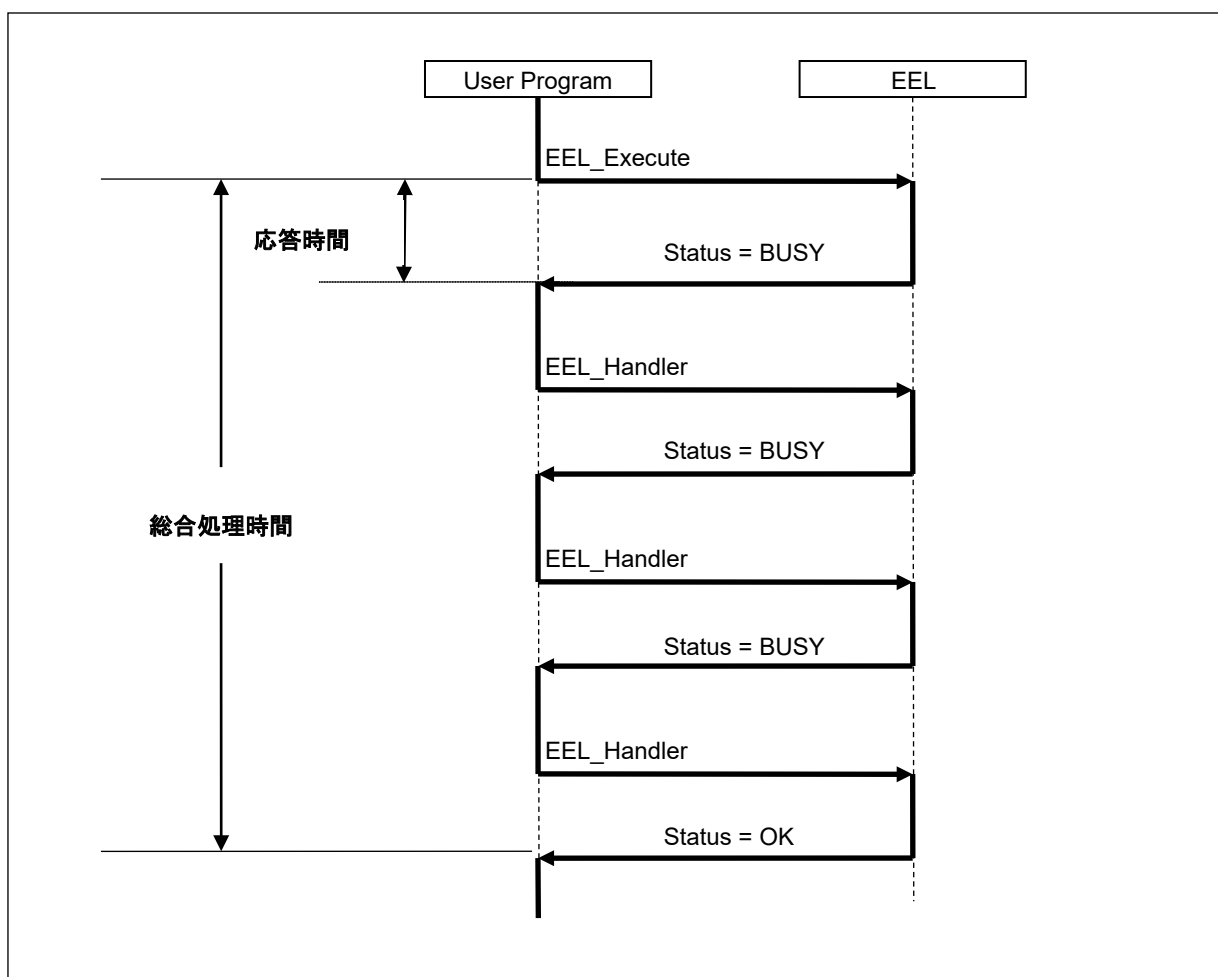 User Program
EEL
EEL_Execute
応答時間
Status = BUSY
EEL_Handler
Status = BUSY
総合処理時間
EEL_Handler
Status = BUSY
EEL_Handler
Status = OK